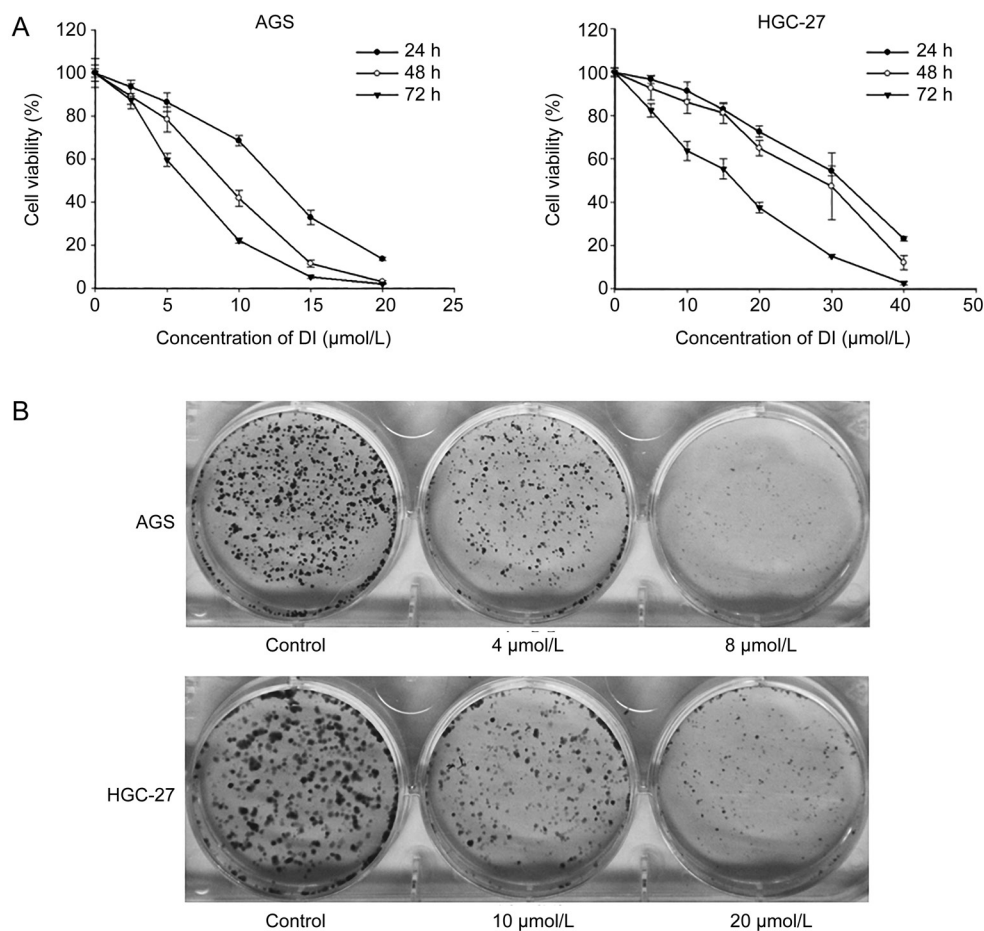 A
AGS
120
100
80
60
40
20
0
0 5 10 15 20 25
Cell viability (%)
Concentration of DI (μmol/L)
24 h
48 h
72 h
HGC-27
120
100
80
60
40
20
0
0 10 20 30 40 50
Cell viability (%)
Concentration of DI (μmol/L)
24 h
48 h
72 h
B
AGS
Control 4 μmol/L 8 μmol/L
HGC-27
Control 10 μmol/L 20 μmol/L